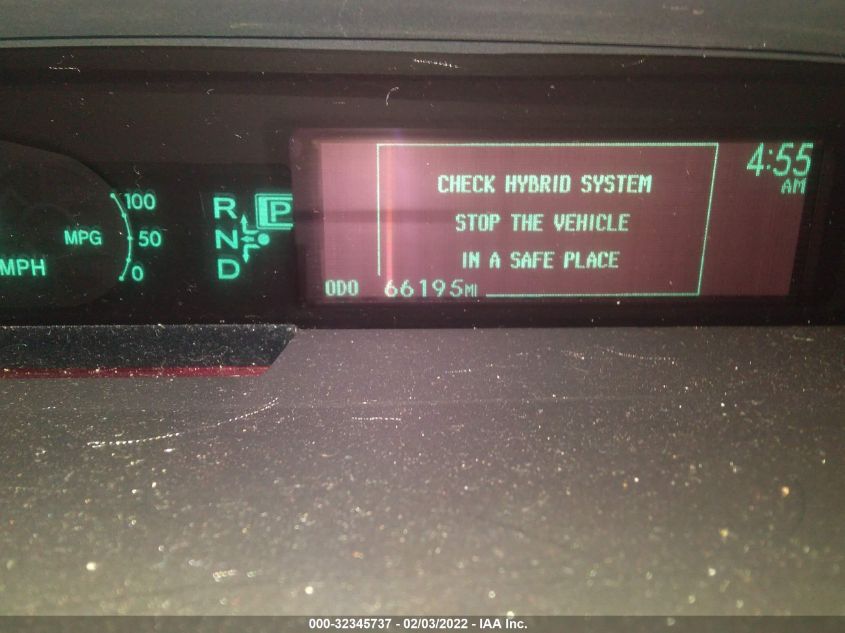 100
MPG 50
MPH 0
R P
N
D
4:55
AM
CHECK HYBRID SYSTEM
STOP THE VEHICLE
IN A SAFE PLACE
ODO 66195MI
000-32345737 - 02/03/2022 - IAA Inc.